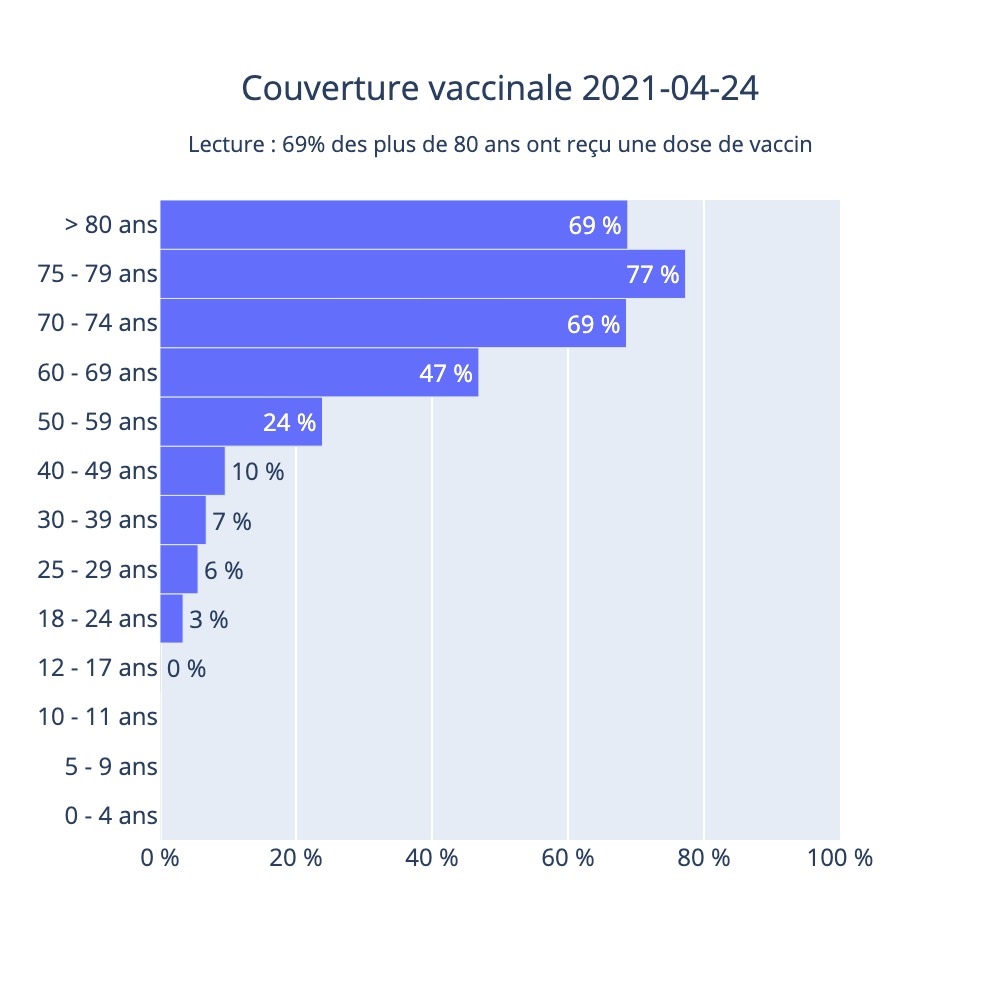 Couverture vaccinale 2021-04-24
Lecture : 69% des plus de 80 ans ont reçu une dose de vaccin
> 80 ans 69 %
75 - 79 ans 77 %
70 - 74 ans 69 %
60 - 69 ans 47 %
50 - 59 ans 24 %
40 - 49 ans 10 %
30 - 39 ans 7 %
25 - 29 ans 6 %
18 - 24 ans 3 %
12 - 17 ans 0 %
10 - 11 ans
5 - 9 ans
0 - 4 ans
0 % 20 % 40 % 60 % 80 % 100 %